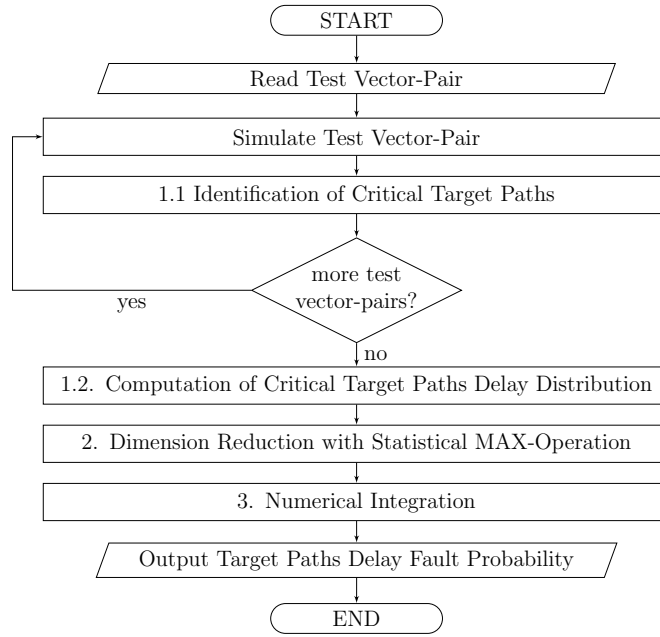 START
Read Test Vector-Pair
Simulate Test Vector-Pair
1.1 Identification of Critical Target Paths
more test
vector-pairs?
yes
no
1.2. Computation of Critical Target Paths Delay Distribution
2. Dimension Reduction with Statistical MAX-Operation
3. Numerical Integration
Output Target Paths Delay Fault Probability
END